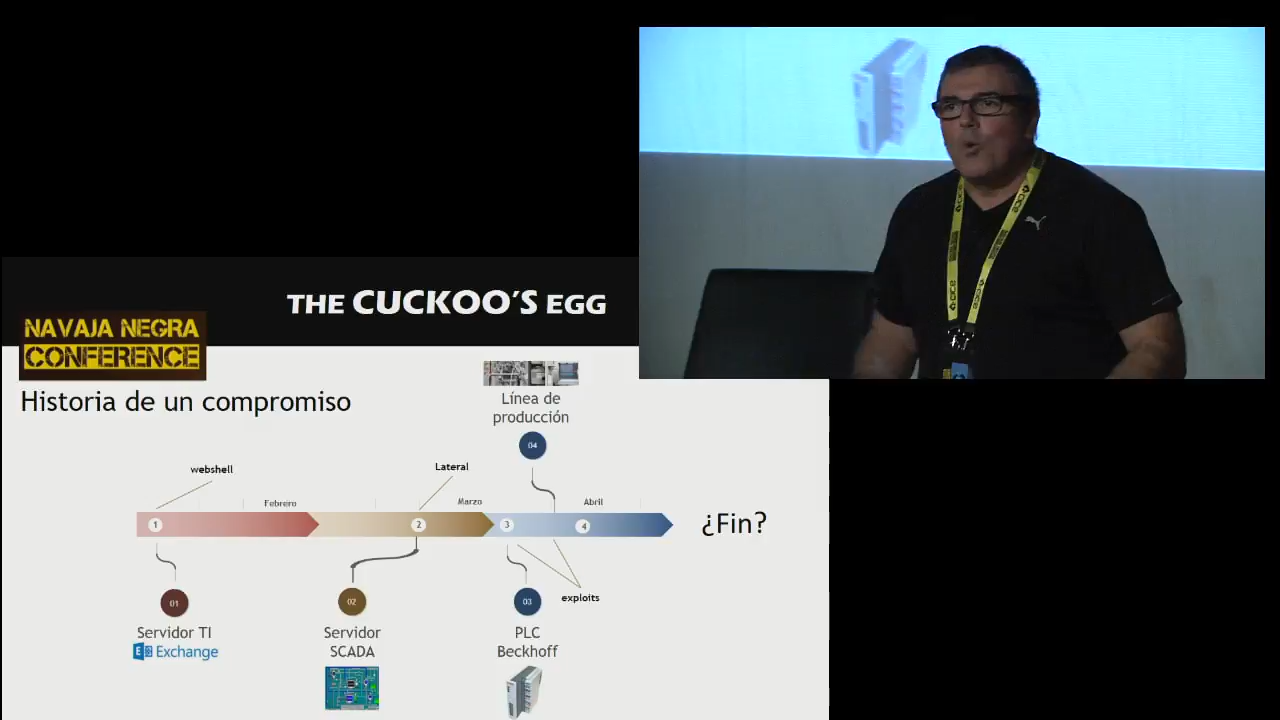 THE CUCKOO'S EGG
NAVAJA NEGRA
CONFERENCE
Historia de un compromiso
Línea de
producción
04
webshell
Lateral
Febrero
Marzo
Abril
1
2
3
4
¿Fin?
exploits
01
02
03
Servidor TI
Exchange
Servidor
SCADA
PLC
Beckhoff